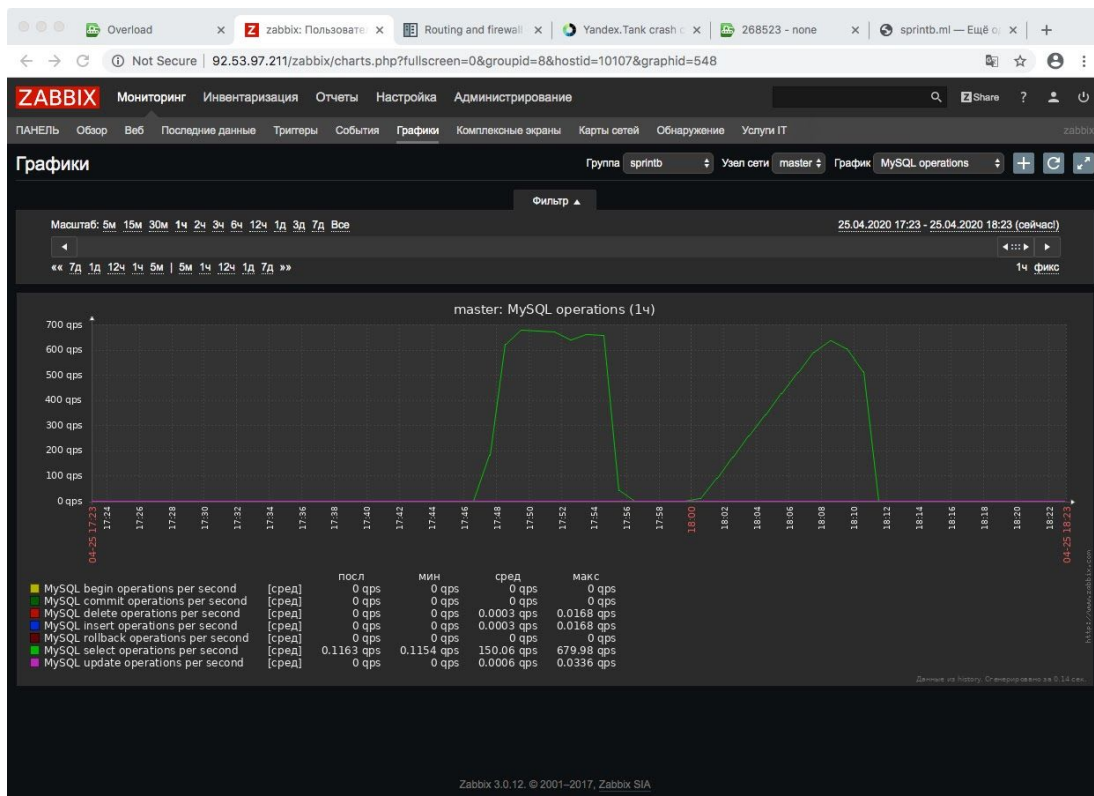 Overload
zabbix: Пользовате
Routing and firewall
Yandex.Tank crash c
268523 - none
sprintb.ml — Ещё о
Not Secure | 92.53.97.211/zabbix/charts.php?fullscreen=0&groupid=8&hostid=10107&graphid=548
ZABBIX Мониторинг Инвентаризация Отчеты Настройка Администрирование Z Share ?
ПАНЕЛЬ Обзор Веб Последние данные Триггеры События Графики Комплексные экраны Карты сетей Обнаружение Услуги IT zabbix
Графики Группа sprintb Узел сети master График MySQL operations
Фильтр ▲
Масштаб: 5м 15м 30м 1ч 2ч 3ч 6ч 12ч 1д 3д 7д Все 25.04.2020 17:23 - 25.04.2020 18:23 (сейчас!)
«« 7д 1д 12ч 1ч 5м | 5м 1ч 12ч 1д 7д »» 1ч фикс
master: MySQL operations (1ч)
700 qps
600 qps
500 qps
400 qps
300 qps
200 qps
100 qps
0 qps
04-25 17:23 17:24 17:26 17:28 17:30 17:32 17:34 17:36 17:38 17:40 17:42 17:44 17:46 17:48 17:50 17:52 17:54 17:56 17:58 18:00 18:02 18:04 18:06 18:08 18:10 18:12 18:14 18:16 18:18 18:20 18:22 04-25 18:23
https://www.zabbix.com
посл мин сред макс
MySQL begin operations per second [сред] 0 qps 0 qps 0 qps 0 qps
MySQL commit operations per second [сред] 0 qps 0 qps 0 qps 0 qps
MySQL delete operations per second [сред] 0 qps 0 qps 0.0003 qps 0.0168 qps
MySQL insert operations per second [сред] 0 qps 0 qps 0.0003 qps 0.0168 qps
MySQL rollback operations per second [сред] 0 qps 0 qps 0 qps 0 qps
MySQL select operations per second [сред] 0.1163 qps 0.1154 qps 150.06 qps 679.98 qps
MySQL update operations per second [сред] 0 qps 0 qps 0.0006 qps 0.0336 qps
Данные из history. Сгенерировано за 0.14 сек.
Zabbix 3.0.12. © 2001–2017, Zabbix SIA